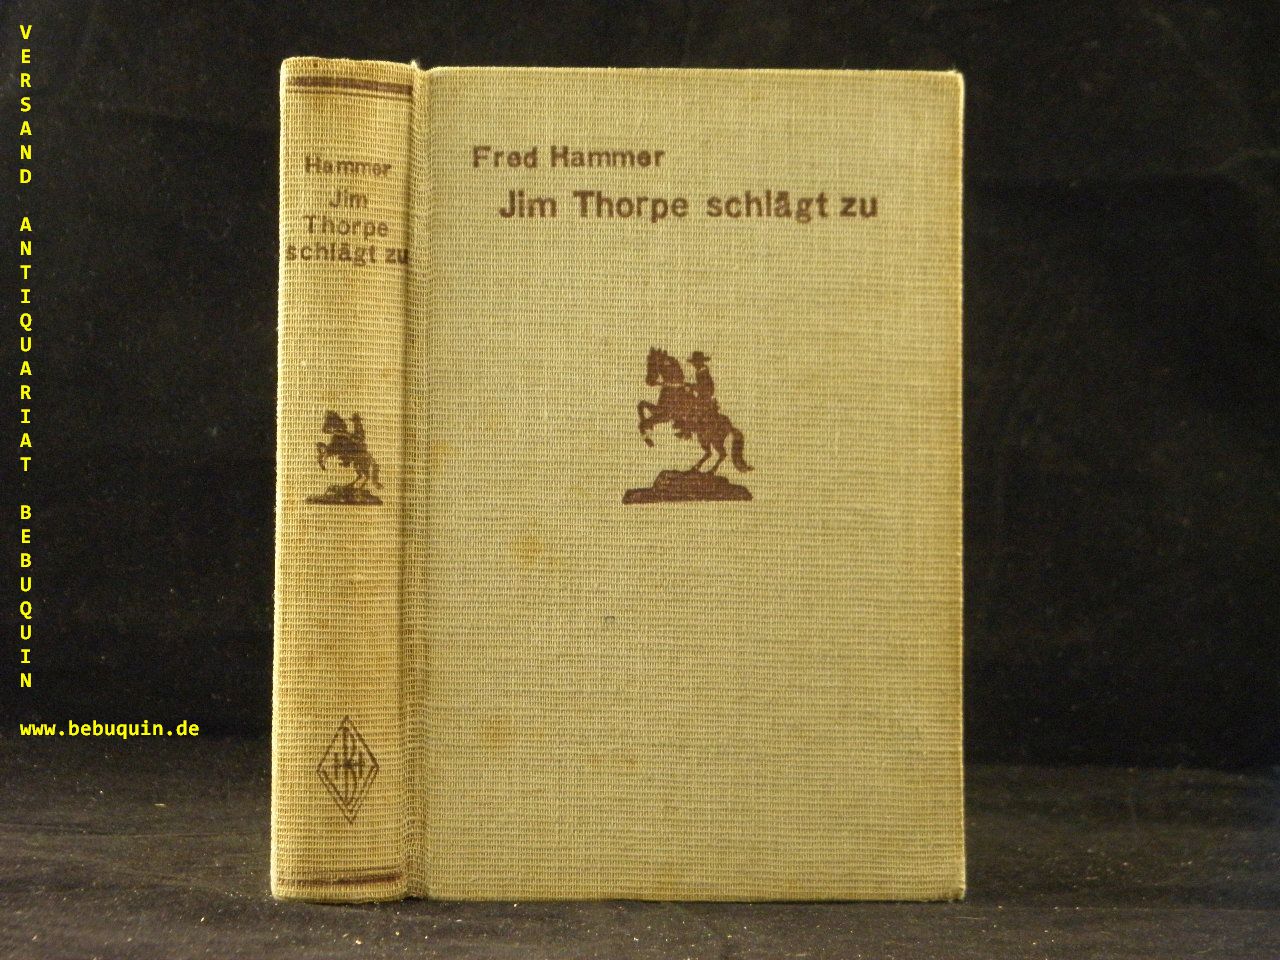 VERSAND ANTIQUARIAT BEBUQUIN
www.bebuquin.de
Hammer
Jim
Thorpe
schlägt zu
Fred Hammer
Jim Thorpe schlägt zu